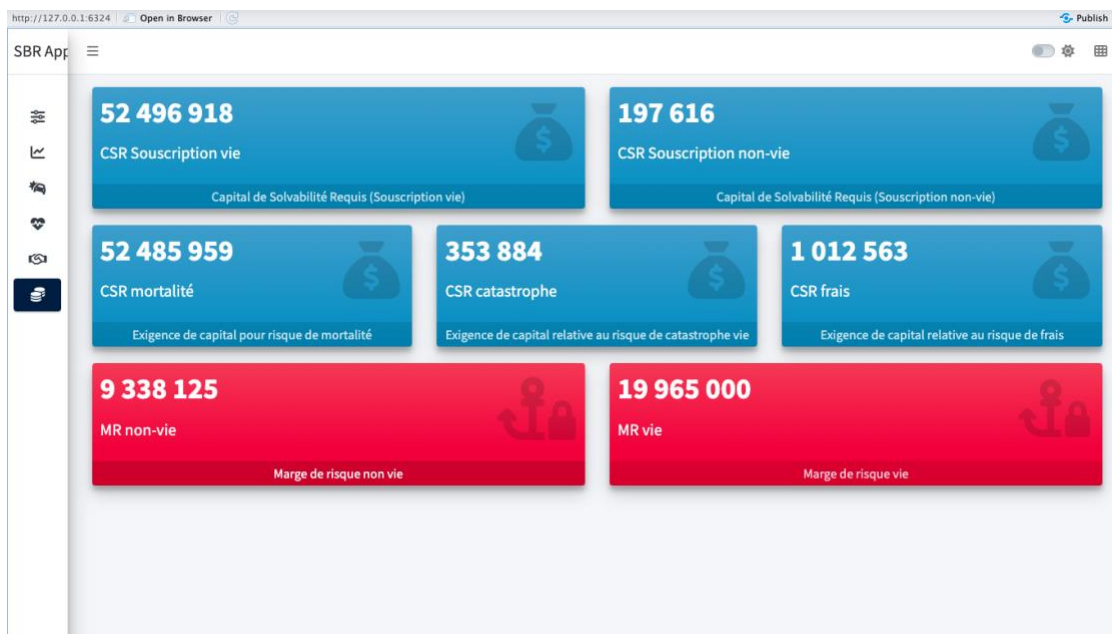 http://127.0.0.1:6324 Open in Browser Publish
SBR App
52 496 918
CSR Souscription vie
Capital de Solvabilité Requis (Souscription vie)
197 616
CSR Souscription non-vie
Capital de Solvabilité Requis (Souscription non-vie)
52 485 959
CSR mortalité
Exigence de capital pour risque de mortalité
353 884
CSR catastrophe
Exigence de capital relative au risque de catastrophe vie
1 012 563
CSR frais
Exigence de capital relative au risque de frais
9 338 125
MR non-vie
Marge de risque non vie
19 965 000
MR vie
Marge de risque vie